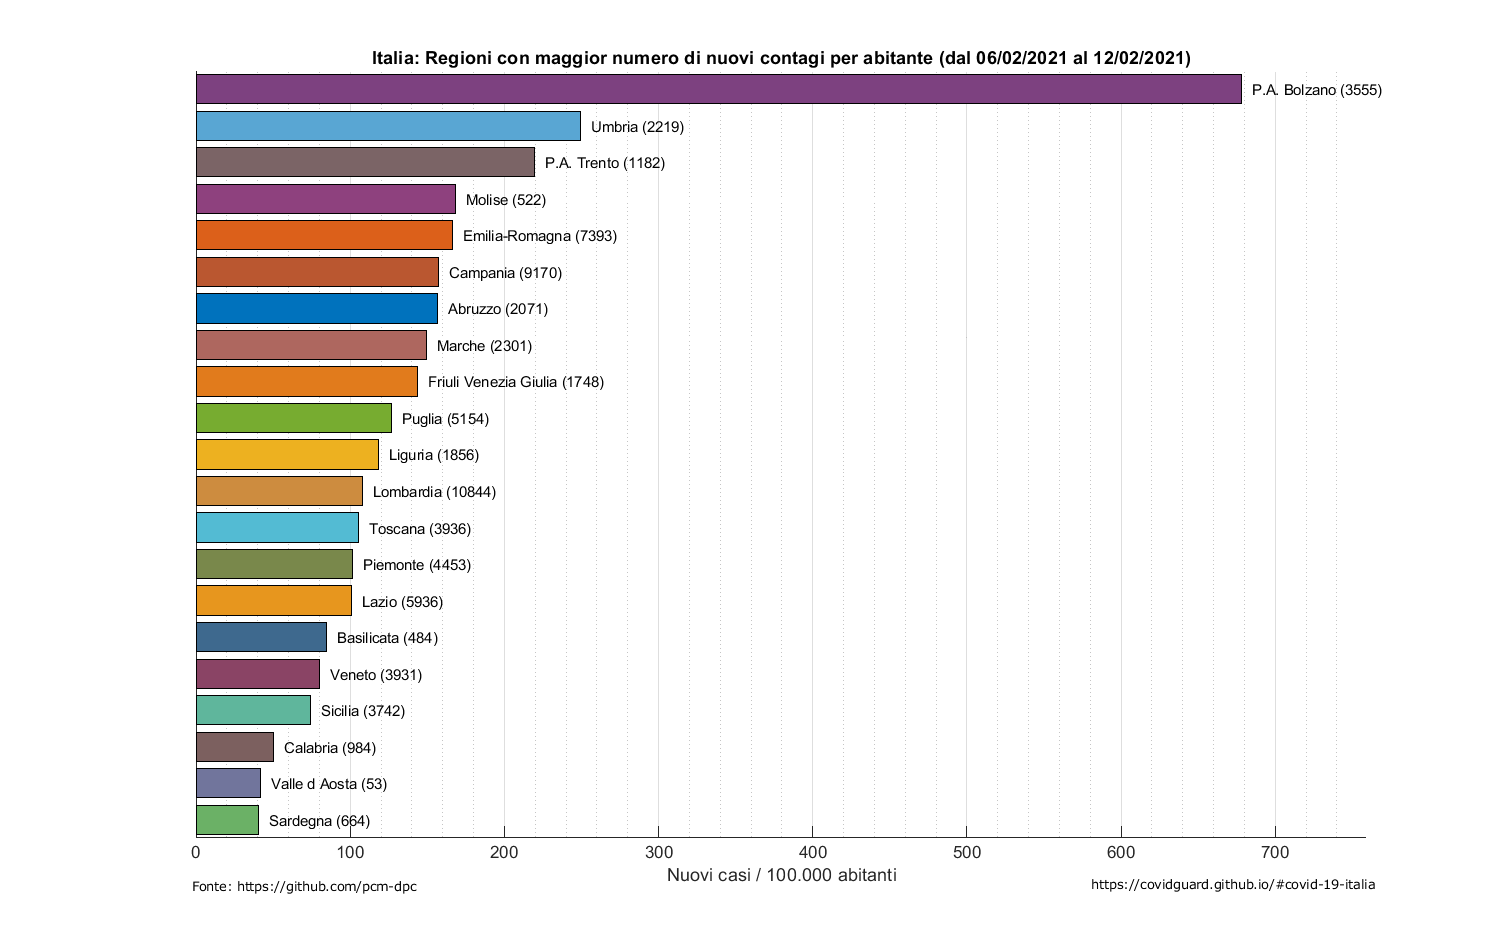 Italia: Regioni con maggior numero di nuovi contagi per abitante (dal 06/02/2021 al 12/02/2021)
P.A. Bolzano (3555)
Umbria (2219)
P.A. Trento (1182)
Molise (522)
Emilia-Romagna (7393)
Campania (9170)
Abruzzo (2071)
Marche (2301)
Friuli Venezia Giulia (1748)
Puglia (5154)
Liguria (1856)
Lombardia (10844)
Toscana (3936)
Piemonte (4453)
Lazio (5936)
Basilicata (484)
Veneto (3931)
Sicilia (3742)
Calabria (984)
Valle d Aosta (53)
Sardegna (664)
0 100 200 300 400 500 600 700
Nuovi casi / 100.000 abitanti
Fonte: https://github.com/pcm-dpc
https://covidguard.github.io/#covid-19-italia